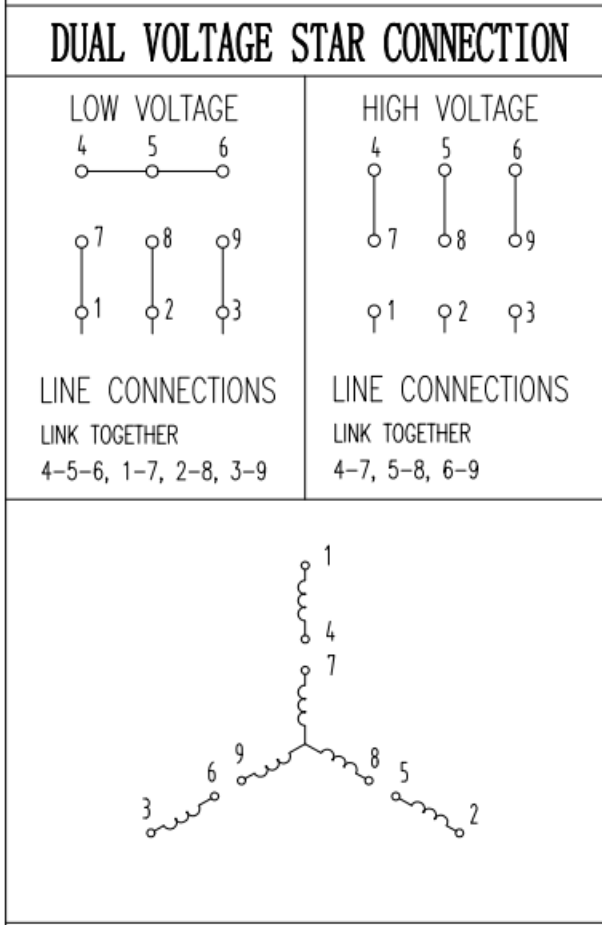 DUAL VOLTAGE STAR CONNECTION
LOW VOLTAGE
4 5 6
7 8 9
1 2 3
LINE CONNECTIONS
LINK TOGETHER
4-5-6, 1-7, 2-8, 3-9
HIGH VOLTAGE
4 5 6
7 8 9
1 2 3
LINE CONNECTIONS
LINK TOGETHER
4-7, 5-8, 6-9
1
4
7
9 8
6 5
3 2